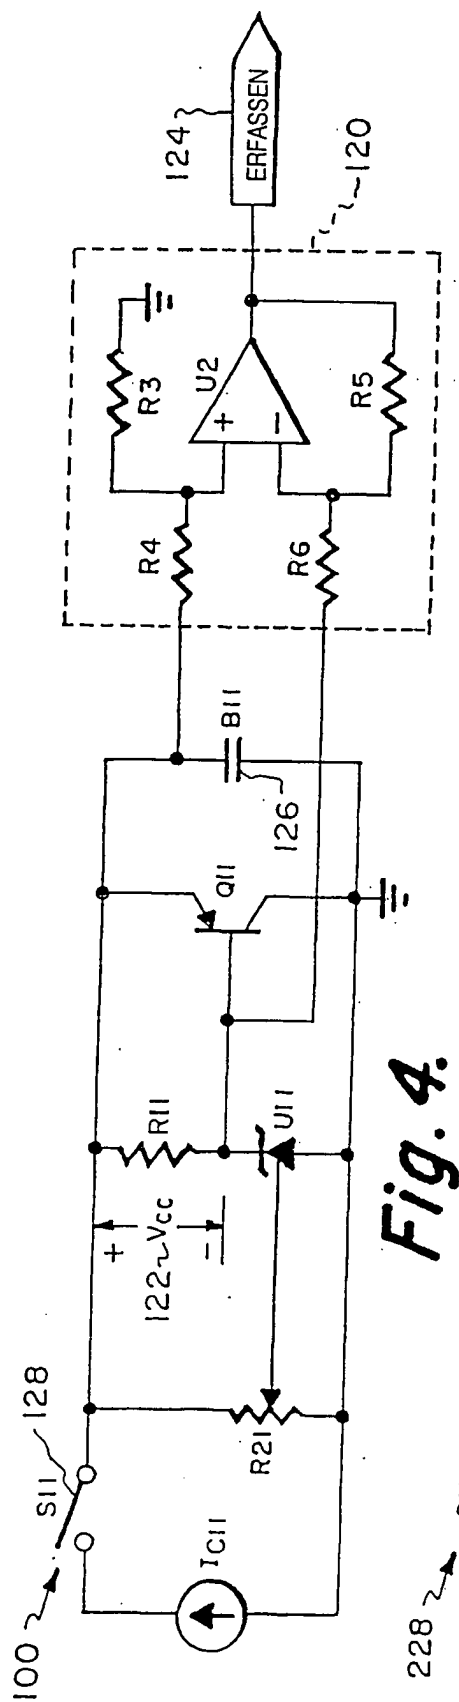 100
S11
128
IC11
R21
122
VCC
+
−
R11
U11
Q11
B11
126
R4
R3
U2
+
−
R6
R5
120
124
ERFASSEN
Fig. 4.
228